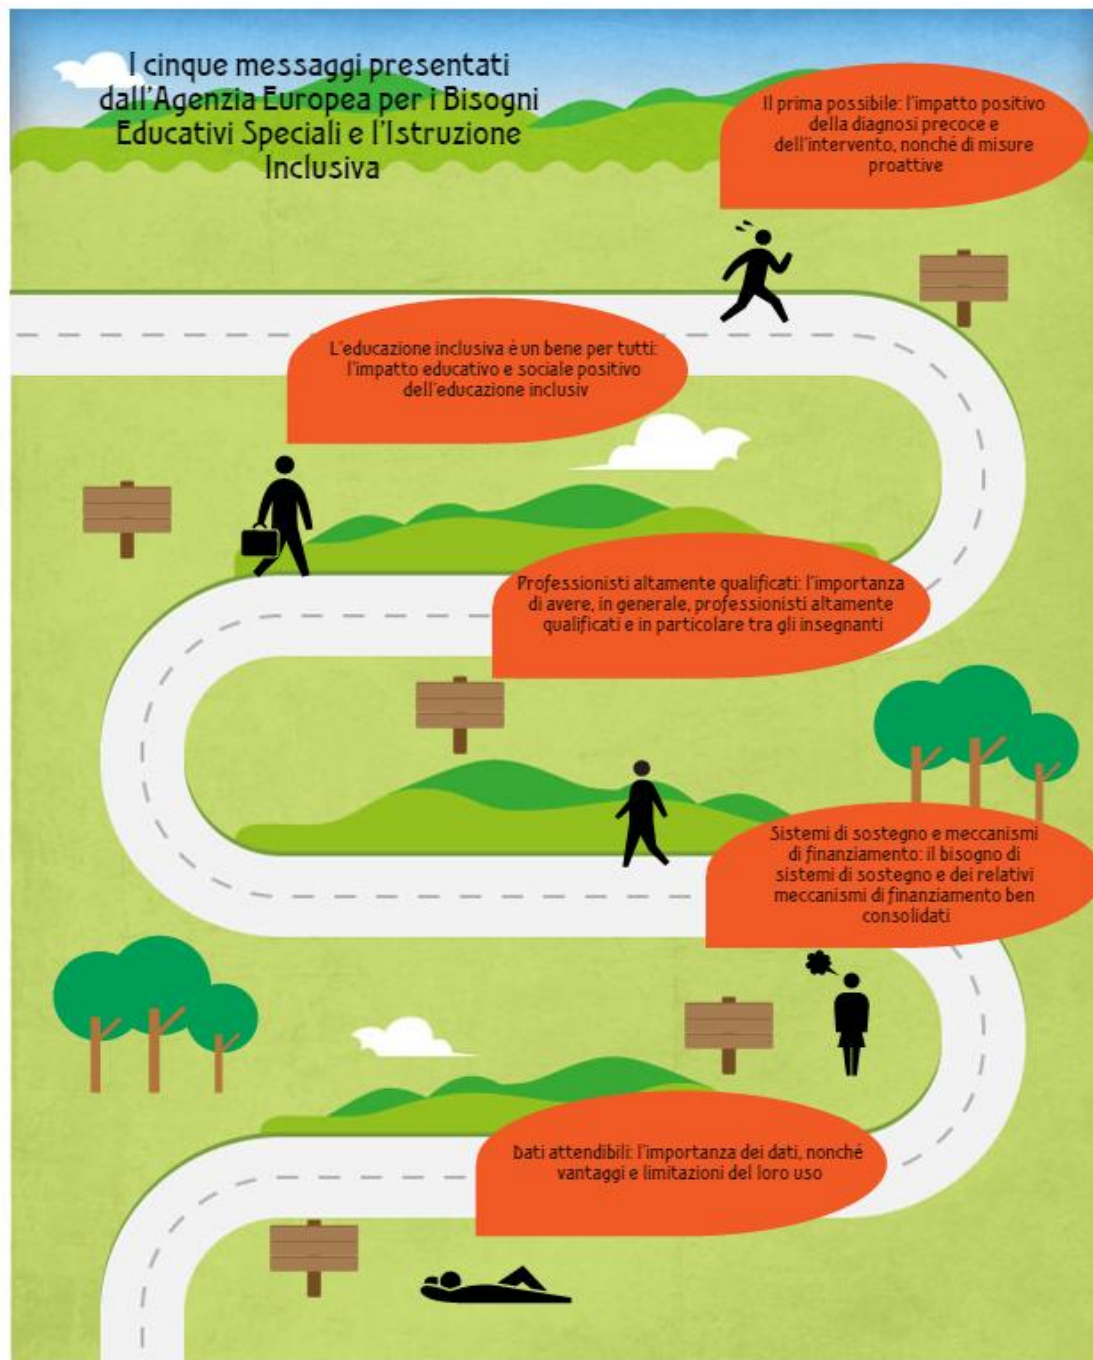 I cinque messaggi presentati
dall'Agenzia Europea per i Bisogni
Educativi Speciali e l'Istruzione
Inclusiva
Il prima possibile: l'impatto positivo
della diagnosi precoce e
dell'intervento, nonché di misure
proattive
L'educazione inclusiva é un bene per tutti:
l'impatto educativo e sociale positivo
dell'educazione inclusiv
Professionisti altamente qualificati: l'importanza
di avere, in generale, professionisti altamente
qualificati e in particolare tra gli insegnanti
Sistemi di sostegno e meccanismi
di finanziamento: il bisogno di
sistemi di sostegno e dei relativi
meccanismi di finanziamento ben
consolidati
Dati attendibili: l'importanza dei dati, nonché
vantaggi e limitazioni del loro uso